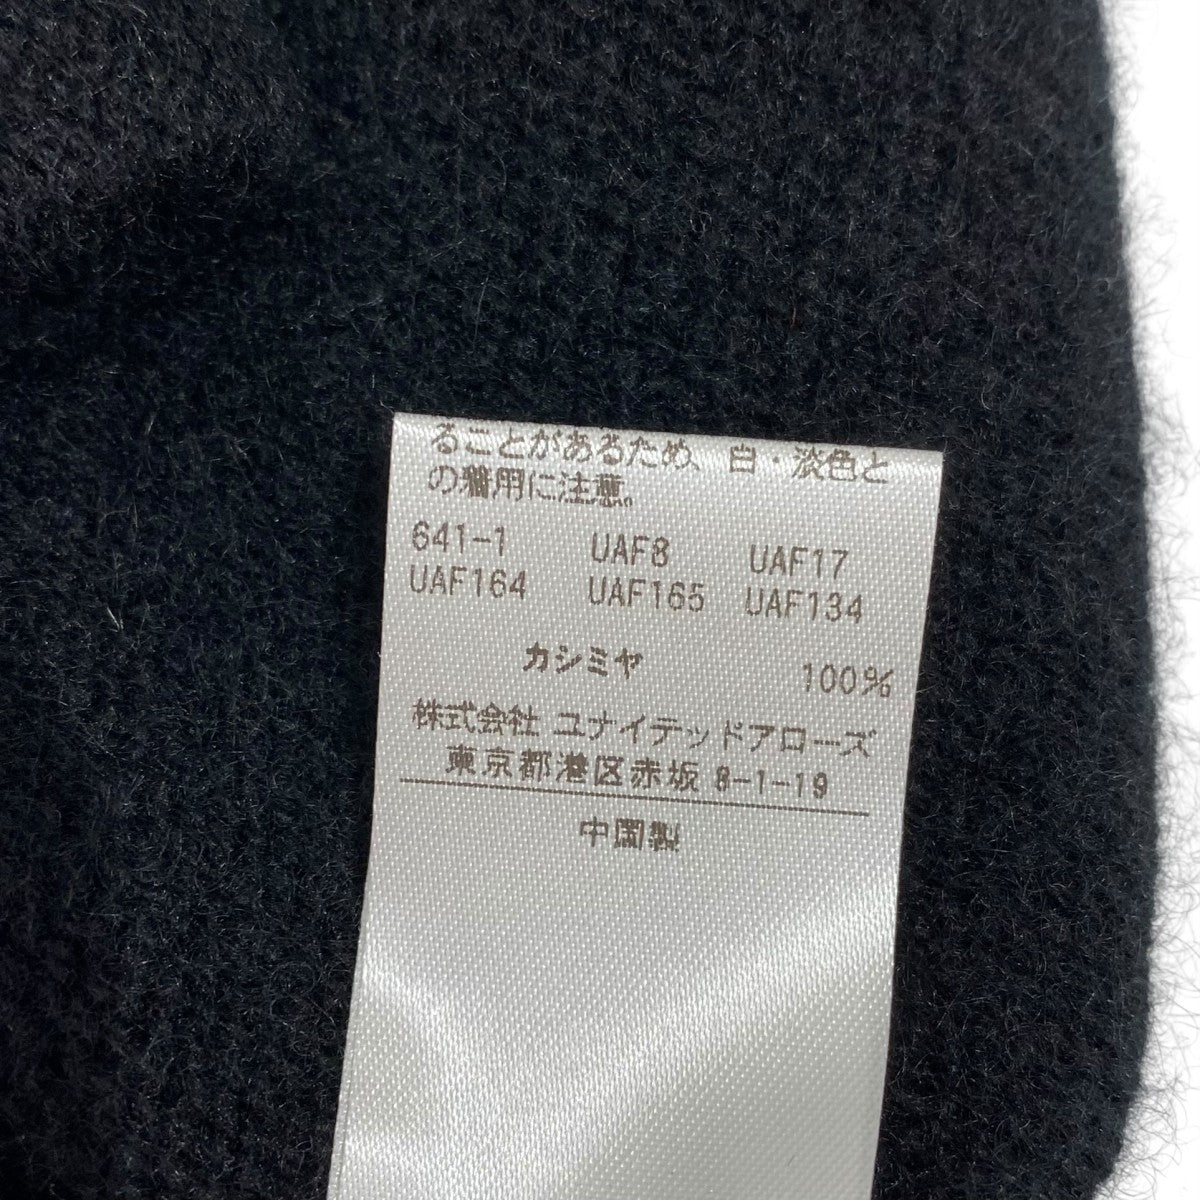 ることがあるため、白・淡色と
の着用に注意。
641-1 UAF8 UAF17
UAF164 UAF165 UAF134
カシミヤ 100%
株式会社 ユナイテッドアローズ
東京都港区赤坂 8-1-19
中国製